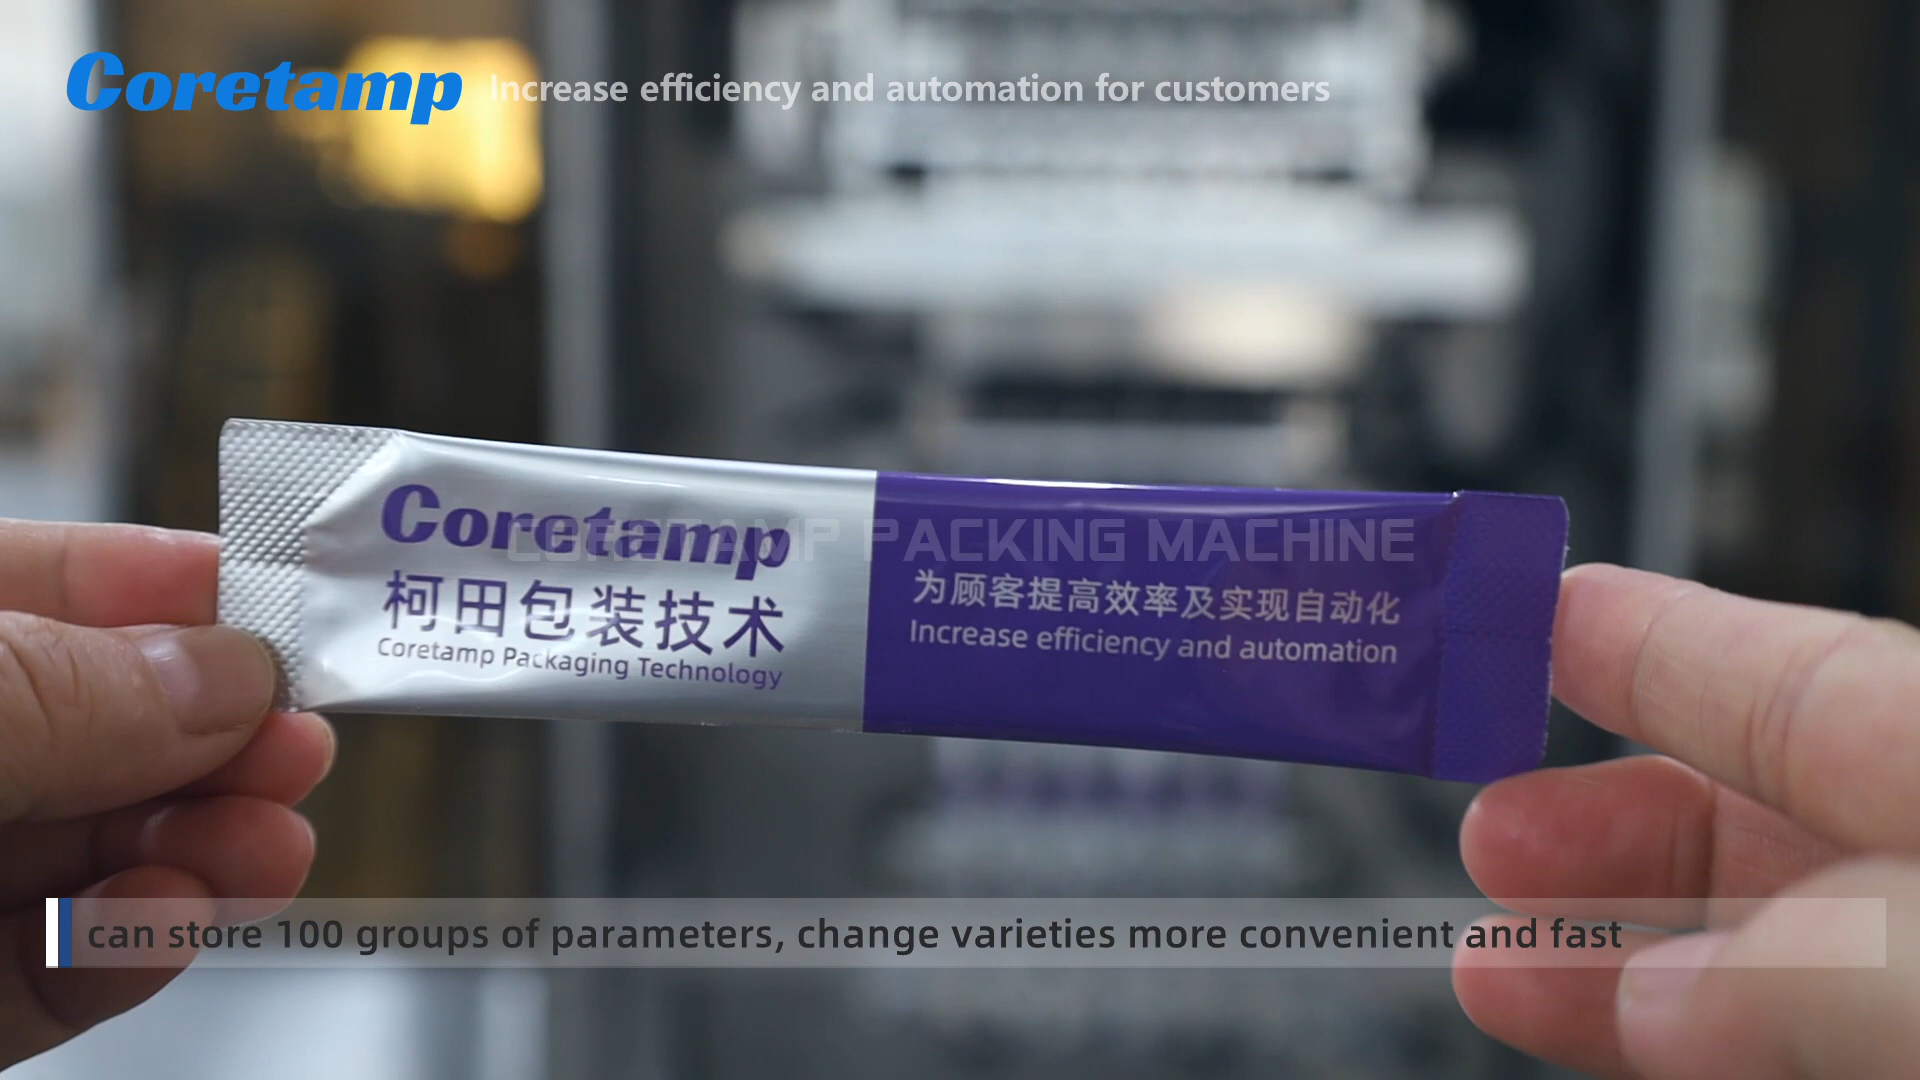 Coretamp Increase efficiency and automation for customers
Coretamp
CORETAMP PACKING MACHINE
柯田包装技术
Coretamp Packaging Technology
为顾客提高效率及实现自动化
Increase efficiency and automation
can store 100 groups of parameters, change varieties more convenient and fast